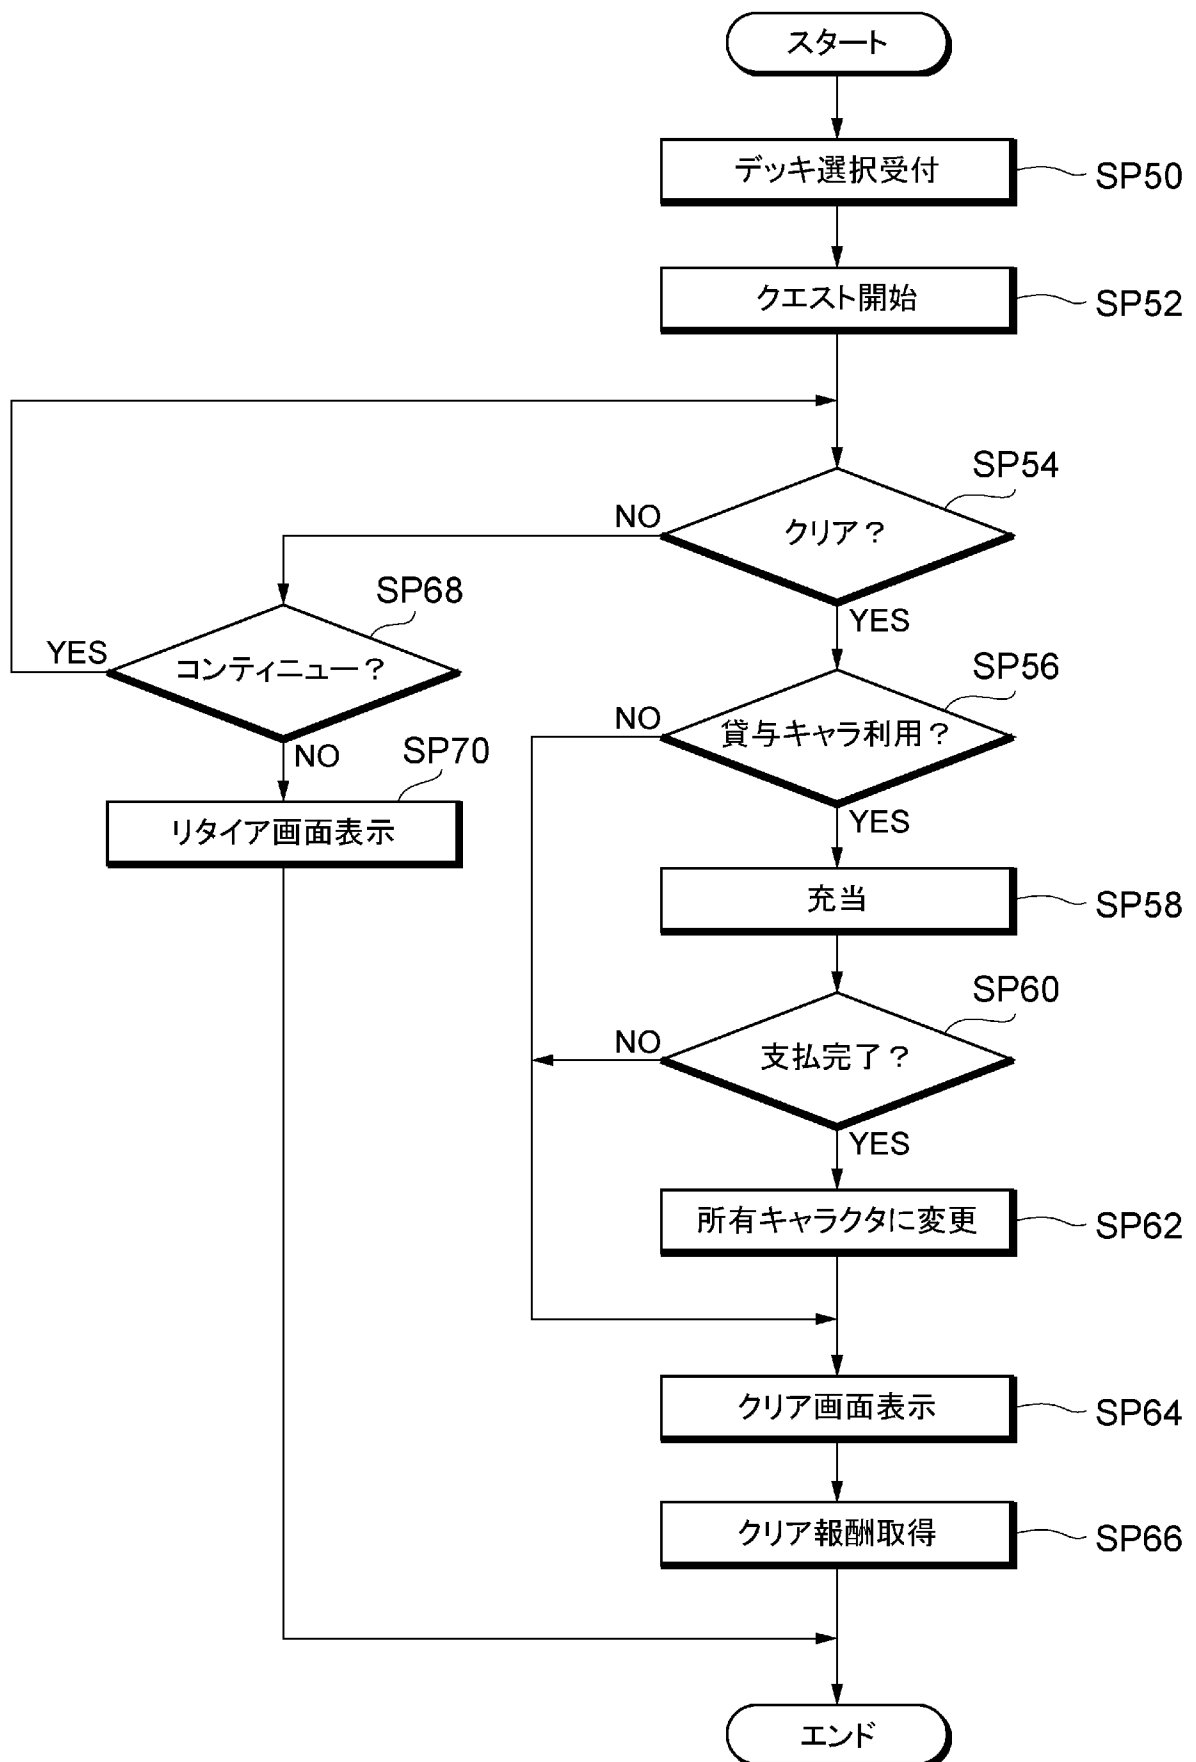 スタート
デッキ選択受付
SP50
クエスト開始
SP52
SP54
クリア？
NO
YES
SP68
コンティニュー？
YES
NO
SP56
貸与キャラ利用？
NO
YES
SP70
リタイア画面表示
充当
SP58
SP60
支払完了？
NO
YES
所有キャラクタに変更
SP62
クリア画面表示
SP64
クリア報酬取得
SP66
エンド